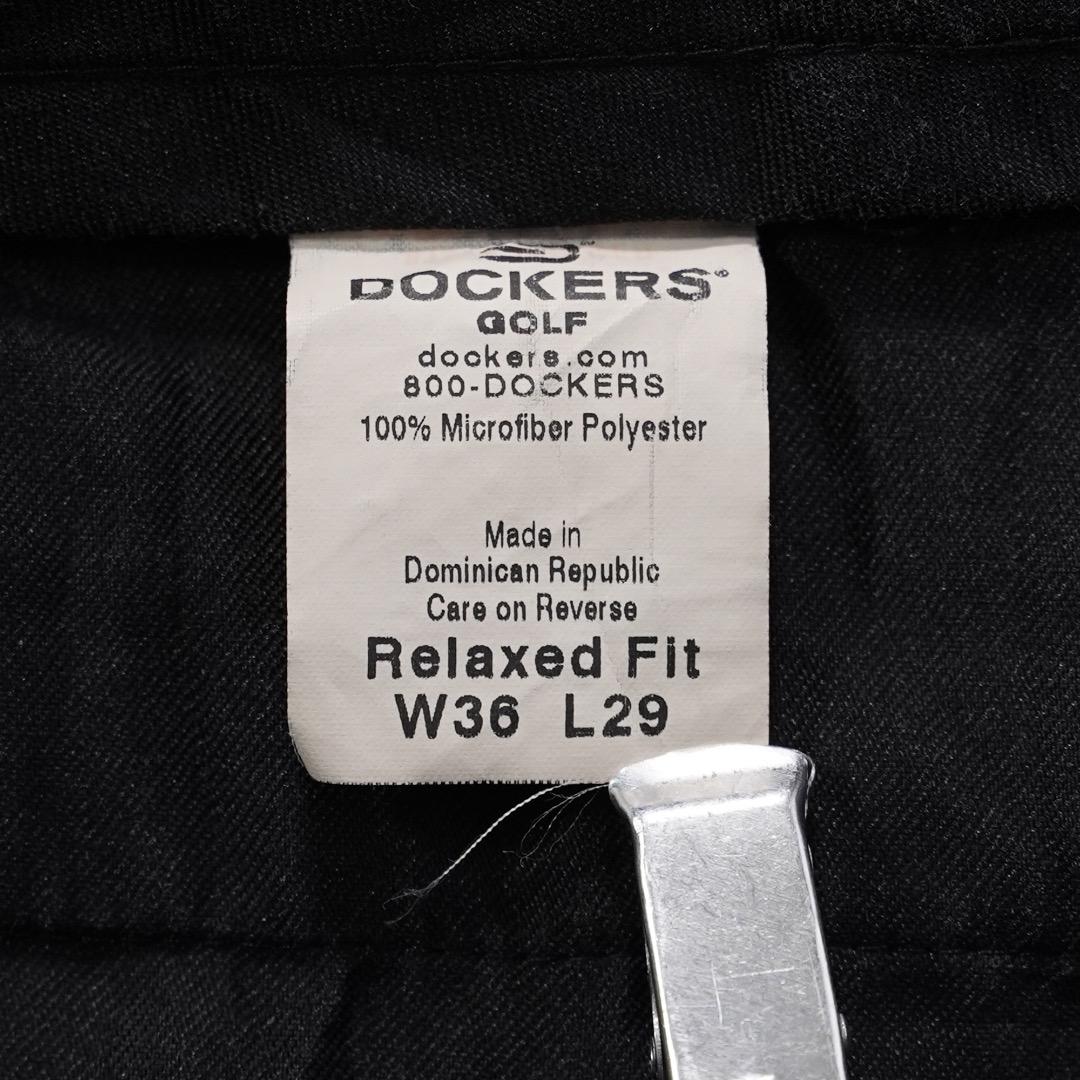 DOCKERS®
GOLF
dockers.com
800-DOCKERS
100% Microfiber Polyester
Made in
Dominican Republic
Care on Reverse
Relaxed Fit
W36 L29